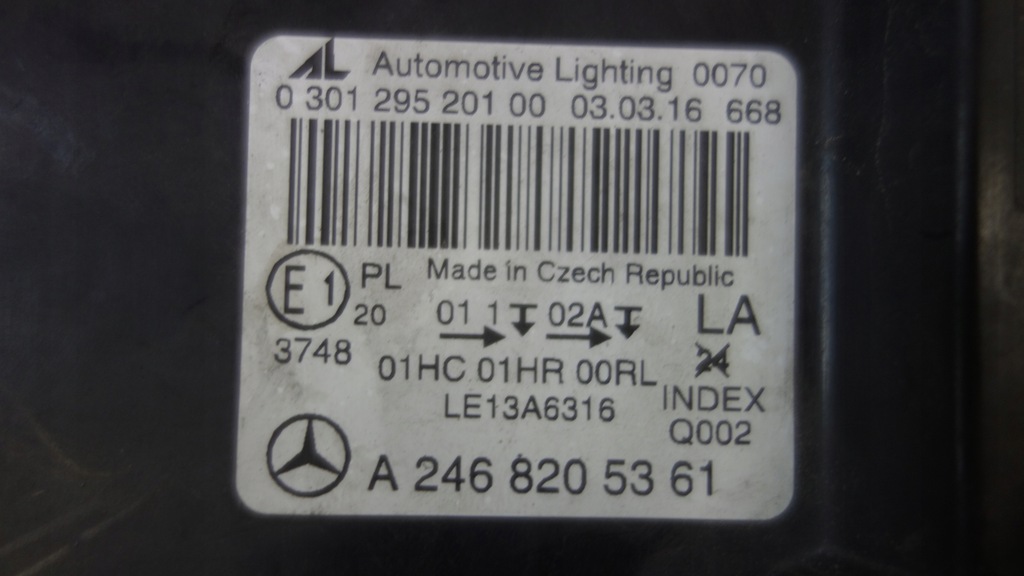 AL Automotive Lighting 0070
0 301 295 201 00 03.03.16 668
Made in Czech Republic
E1 PL
20
3748
01 1 02A LA
24
01HC 01HR 00RL
LE13A6316
INDEX
Q002
A 246 820 53 61